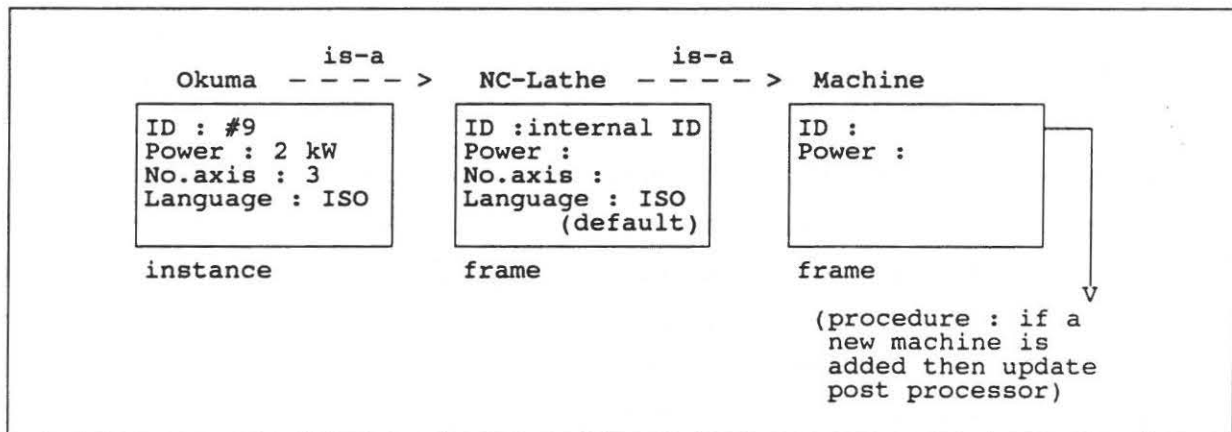 is-a is-a
Okuma – – – – > NC-Lathe – – – – > Machine
ID : #9
Power : 2 kW
No.axis : 3
Language : ISO
instance
ID :internal ID
Power :
No.axis :
Language : ISO
(default)
frame
ID :
Power :
frame
V
(procedure : if a
new machine is
added then update
post processor)